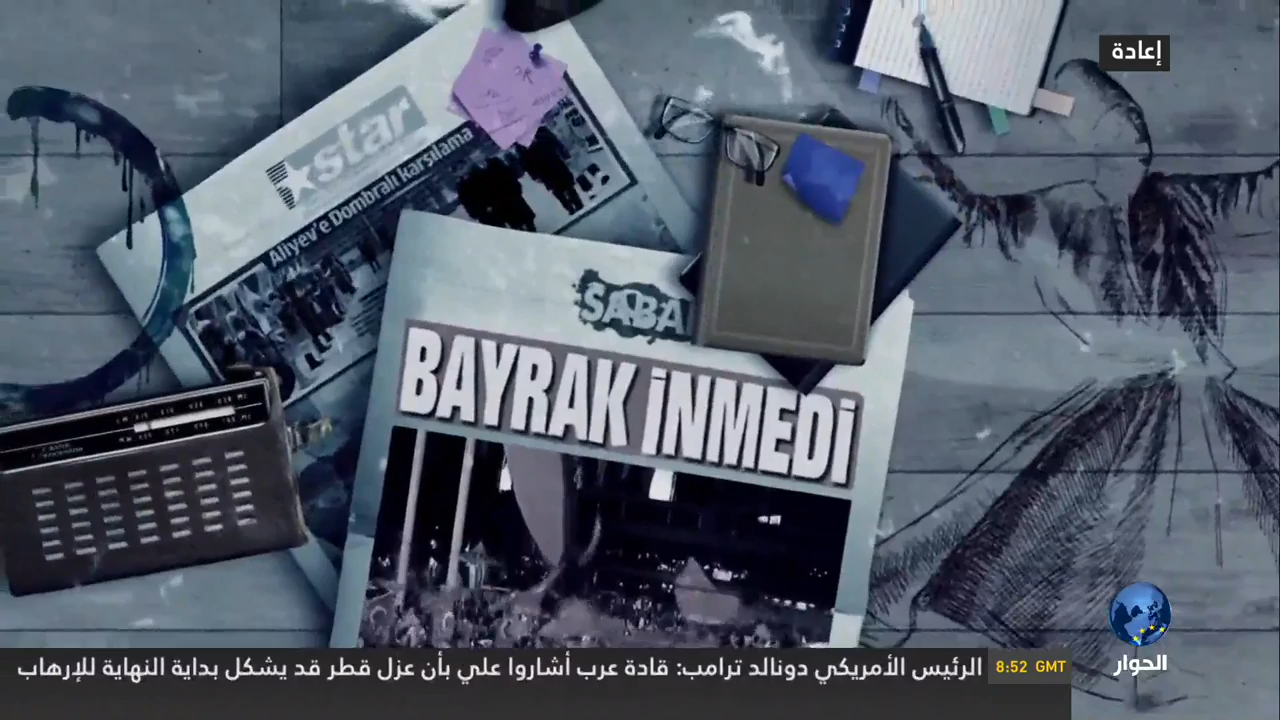 إعادة
star
Aliyev'e Dombralı karşılama
SABA
BAYRAK iNMEDi
الحوار
8:52 GMT
الرئيس الأمريكي دونالد ترامب: قادة عرب أشاروا علي بأن عزل قطر قد يشكل بداية النهاية للإرهاب